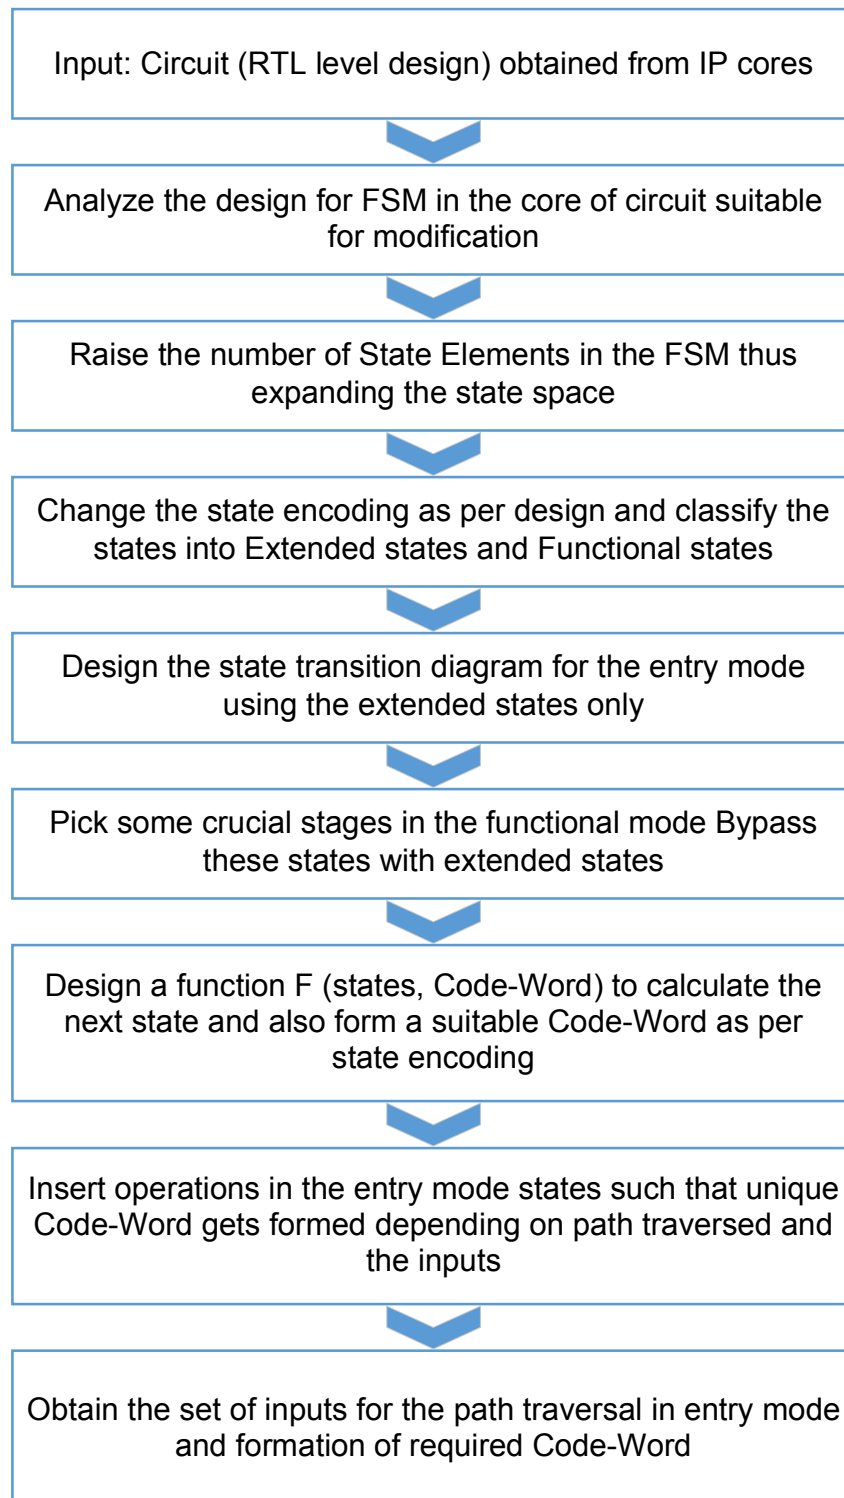 Input: Circuit (RTL level design) obtained from IP cores
Analyze the design for FSM in the core of circuit suitable
for modification
Raise the number of State Elements in the FSM thus
expanding the state space
Change the state encoding as per design and classify the
states into Extended states and Functional states
Design the state transition diagram for the entry mode
using the extended states only
Pick some crucial stages in the functional mode Bypass
these states with extended states
Design a function F (states, Code-Word) to calculate the
next state and also form a suitable Code-Word as per
state encoding
Insert operations in the entry mode states such that unique
Code-Word gets formed depending on path traversed and
the inputs
Obtain the set of inputs for the path traversal in entry mode
and formation of required Code-Word